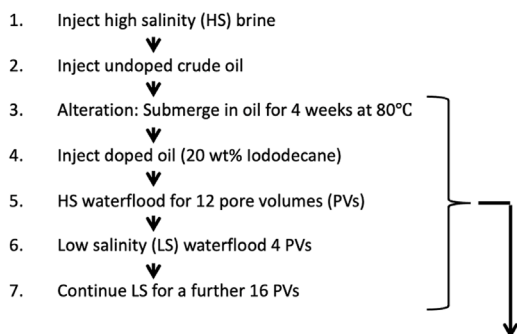 1. Inject high salinity (HS) brine
2. Inject undoped crude oil
3. Alteration: Submerge in oil for 4 weeks at 80℃
4. Inject doped oil (20 wt% Iododecane)
5. HS waterflood for 12 pore volumes (PVs)
6. Low salinity (LS) waterflood 4 PVs
7. Continue LS for a further 16 PVs